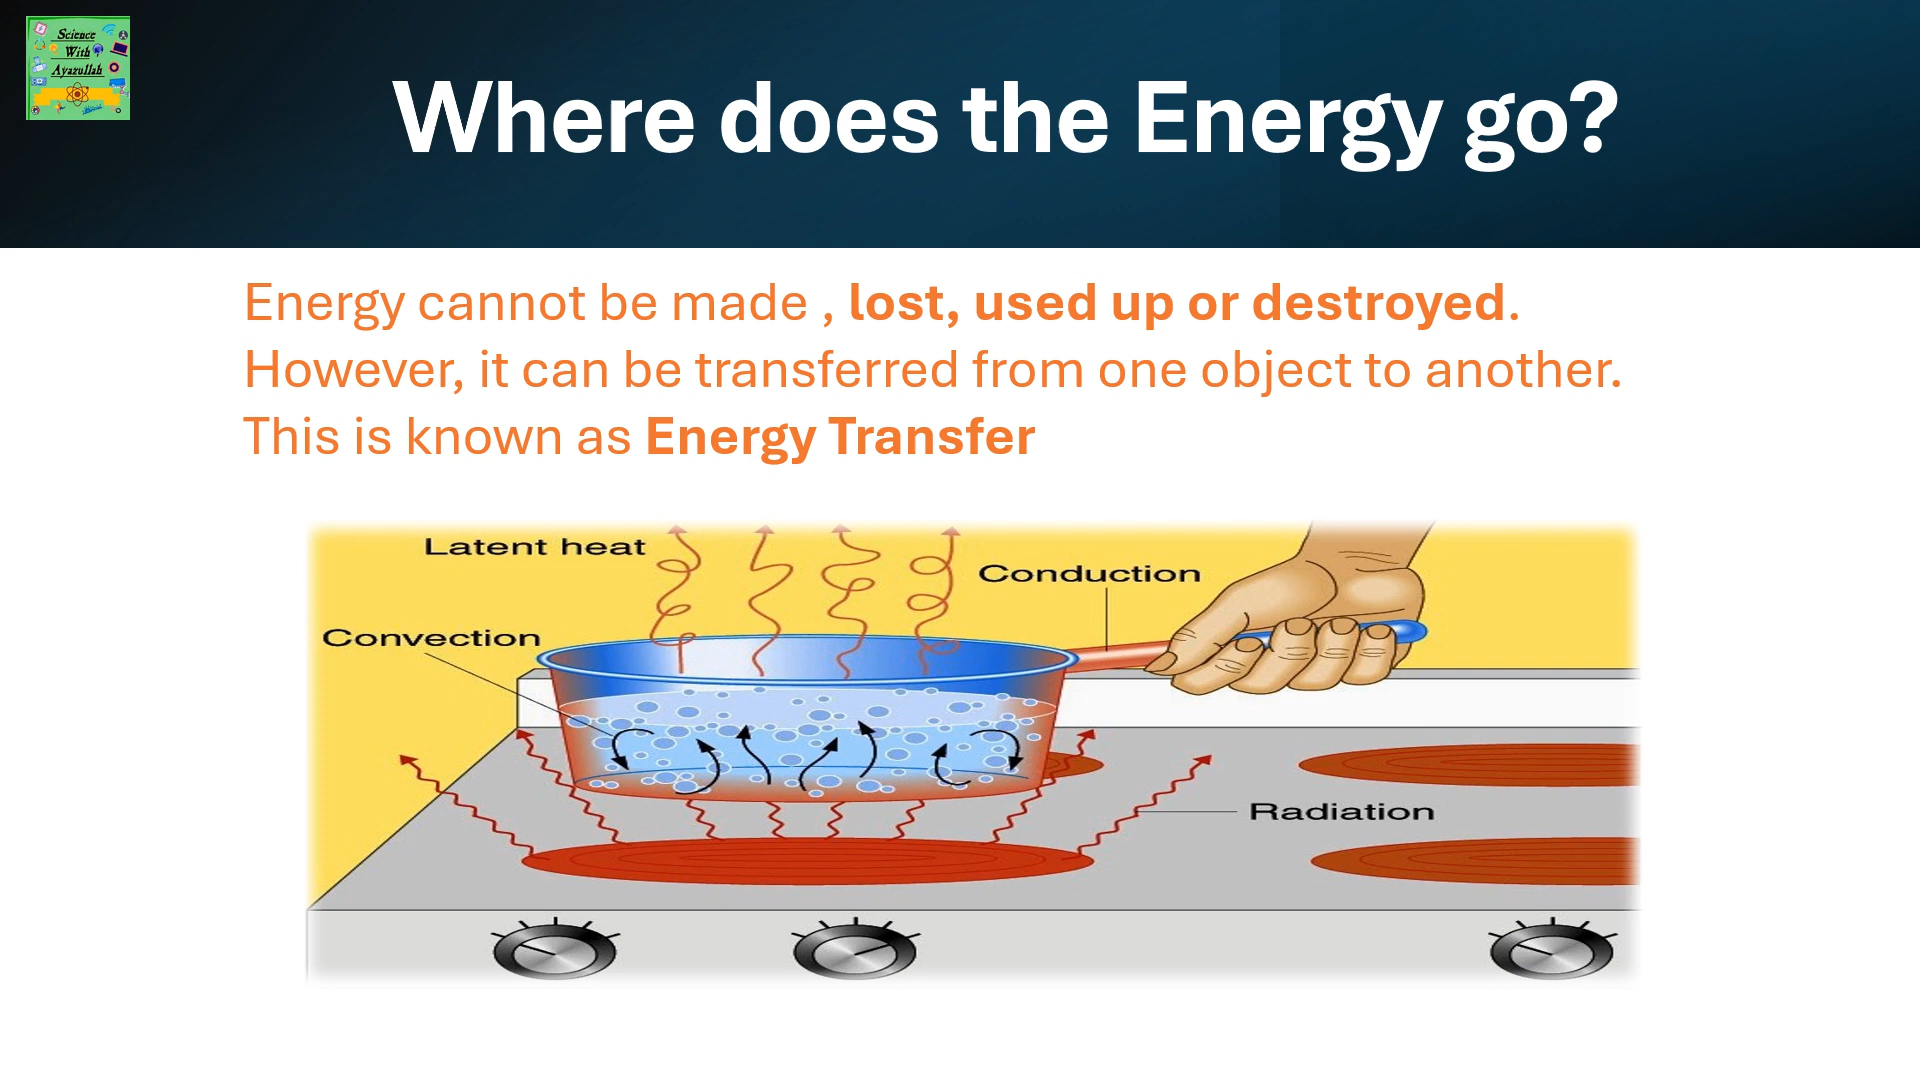 Science
With
Ayazullah
Where does the Energy go?
Energy cannot be made , lost, used up or destroyed.
However, it can be transferred from one object to another.
This is known as Energy Transfer
Latent heat
Conduction
Convection
Radiation